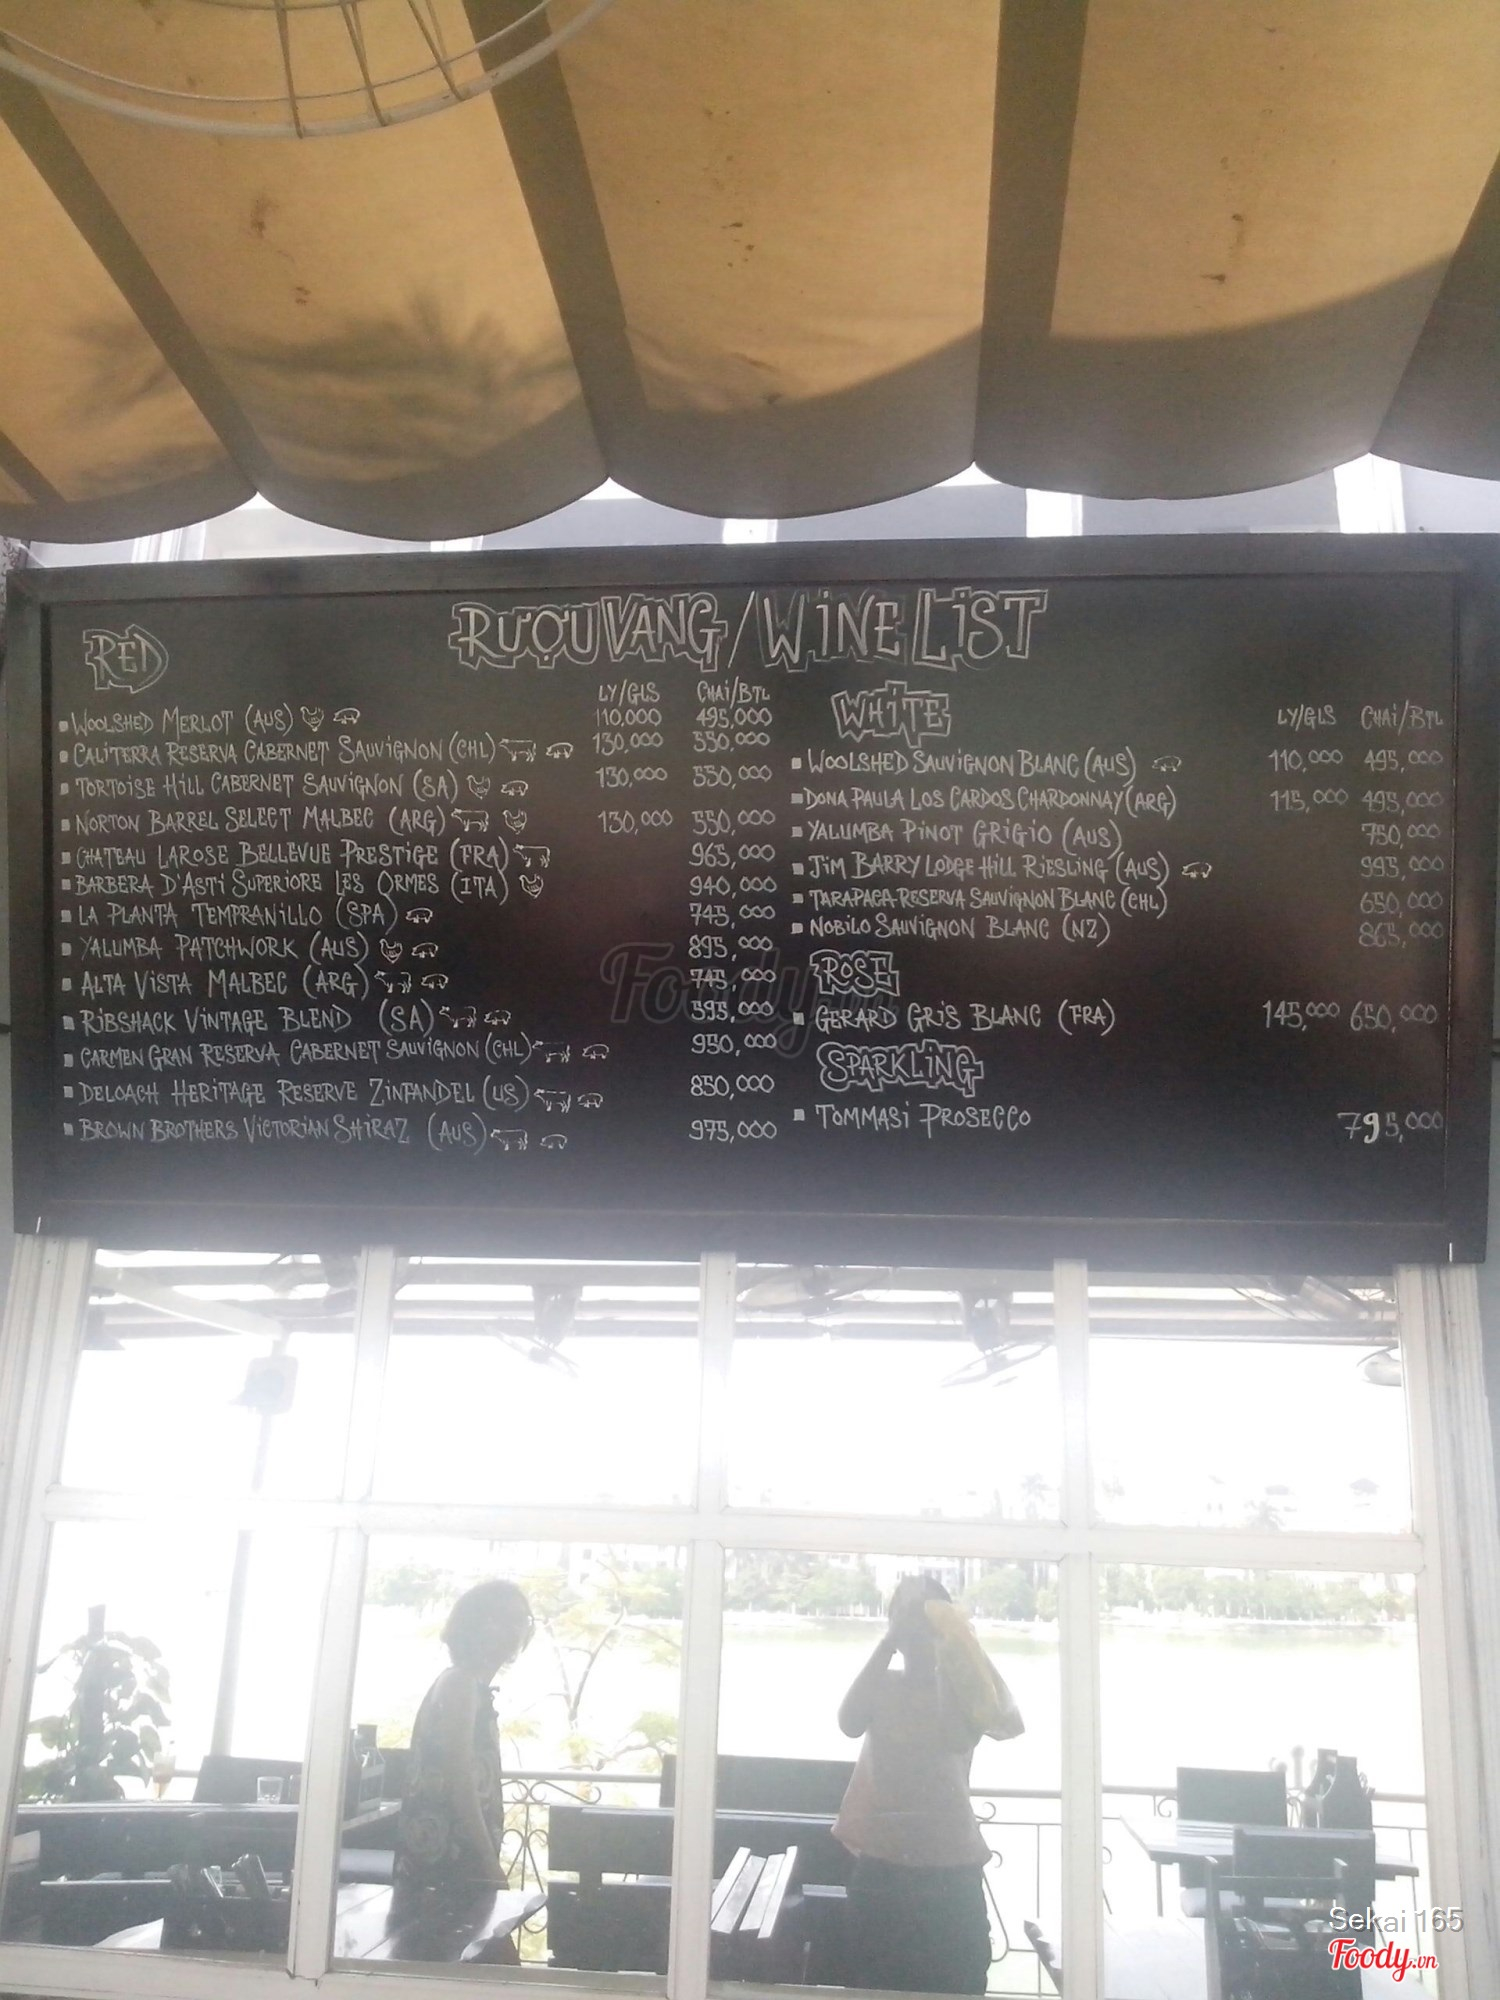 RƯỢU VANG / WINE LIST
RED
LY/GLS CHAI/BTL
WOOLSHED MERLOT (AUS) 110,000 495,000
CALITERRA RESERVA CABERNET SAUVIGNON (CHL) 130,000 550,000
TORTOISE HILL CABERNET SAUVIGNON (SA) 130,000 550,000
NORTON BARREL SELECT MALBEC (ARG) 130,000 550,000
CHATEAU LAROSE BELLEVUE PRESTIGE (FRA) 965,000
BARBERA D'ASTI SUPERIORE LES ORMES (ITA) 940,000
LA PLANTA TEMPRANILLO (SPA) 745,000
YALUMBA PATCHWORK (AUS) 895,000
ALTA VISTA MALBEC (ARG) 745,000
RIBSHACK VINTAGE BLEND (SA) 595,000
CARMEN GRAN RESERVA CABERNET SAUVIGNON (CHL) 950,000
DELOACH HERITAGE RESERVE ZINFANDEL (US) 850,000
BROWN BROTHERS VICTORIAN SHIRAZ (AUS) 975,000
WHITE
LY/GLS CHAI/BTL
WOOLSHED SAUVIGNON BLANC (AUS) 110,000 495,000
DONA PAULA LOS CARDOS CHARDONNAY (ARG) 115,000 495,000
YALUMBA PINOT GRIGIO (AUS) 750,000
JIM BARRY LODGE HILL RIESLING (AUS) 995,000
TARAPACA RESERVA SAUVIGNON BLANC (CHL) 650,000
NOBILO SAUVIGNON BLANC (NZ) 865,000
ROSE
GERARD GRIS BLANC (FRA) 145,000 650,000
SPARKLING
TOMMASI PROSECCO 795,000
Foody.vn
Sekai 165
Foody.vn